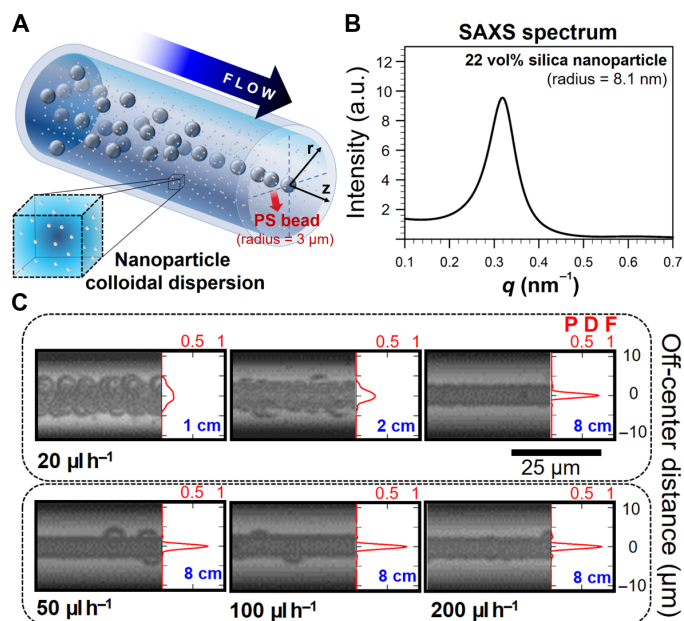 A
FLOW
r
z
PS bead
(radius = 3 μm)
Nanoparticle
colloidal dispersion
B
SAXS spectrum
22 vol% silica nanoparticle
(radius = 8.1 nm)
Intensity (a.u.)
12
10
8
6
4
2
0.1 0.2 0.3 0.4 0.5 0.6 0.7
q (nm⁻¹)
C
PDF
0.5 1 0.5 1 0.5 1
10
0
−10
1 cm 2 cm 8 cm
20 μl h⁻¹
25 μm
0.5 1 0.5 1 0.5 1
10
0
−10
8 cm 8 cm 8 cm
50 μl h⁻¹ 100 μl h⁻¹ 200 μl h⁻¹
Off-center distance (μm)